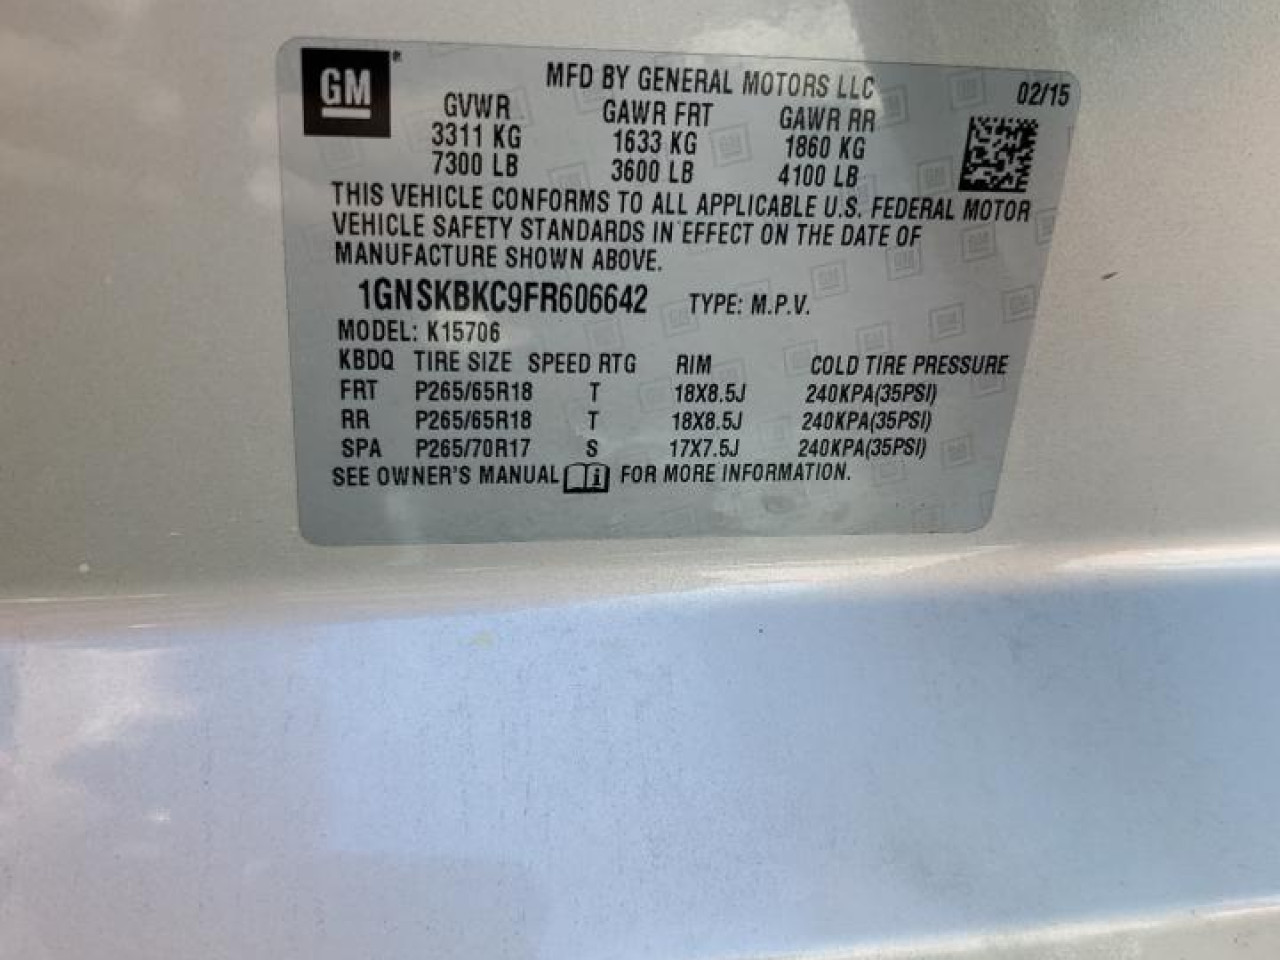 GM® MFD BY GENERAL MOTORS LLC 02/15
GVWR GAWR FRT GAWR RR
3311 KG 1633 KG 1860 KG
7300 LB 3600 LB 4100 LB
THIS VEHICLE CONFORMS TO ALL APPLICABLE U.S. FEDERAL MOTOR
VEHICLE SAFETY STANDARDS IN EFFECT ON THE DATE OF
MANUFACTURE SHOWN ABOVE.
1GNSKBKC9FR606642 TYPE: M.P.V.
MODEL: K15706
KBDQ TIRE SIZE SPEED RTG RIM COLD TIRE PRESSURE
FRT P265/65R18 T 18X8.5J 240KPA(35PSI)
RR P265/65R18 T 18X8.5J 240KPA(35PSI)
SPA P265/70R17 S 17X7.5J 240KPA(35PSI)
SEE OWNER'S MANUAL i FOR MORE INFORMATION.